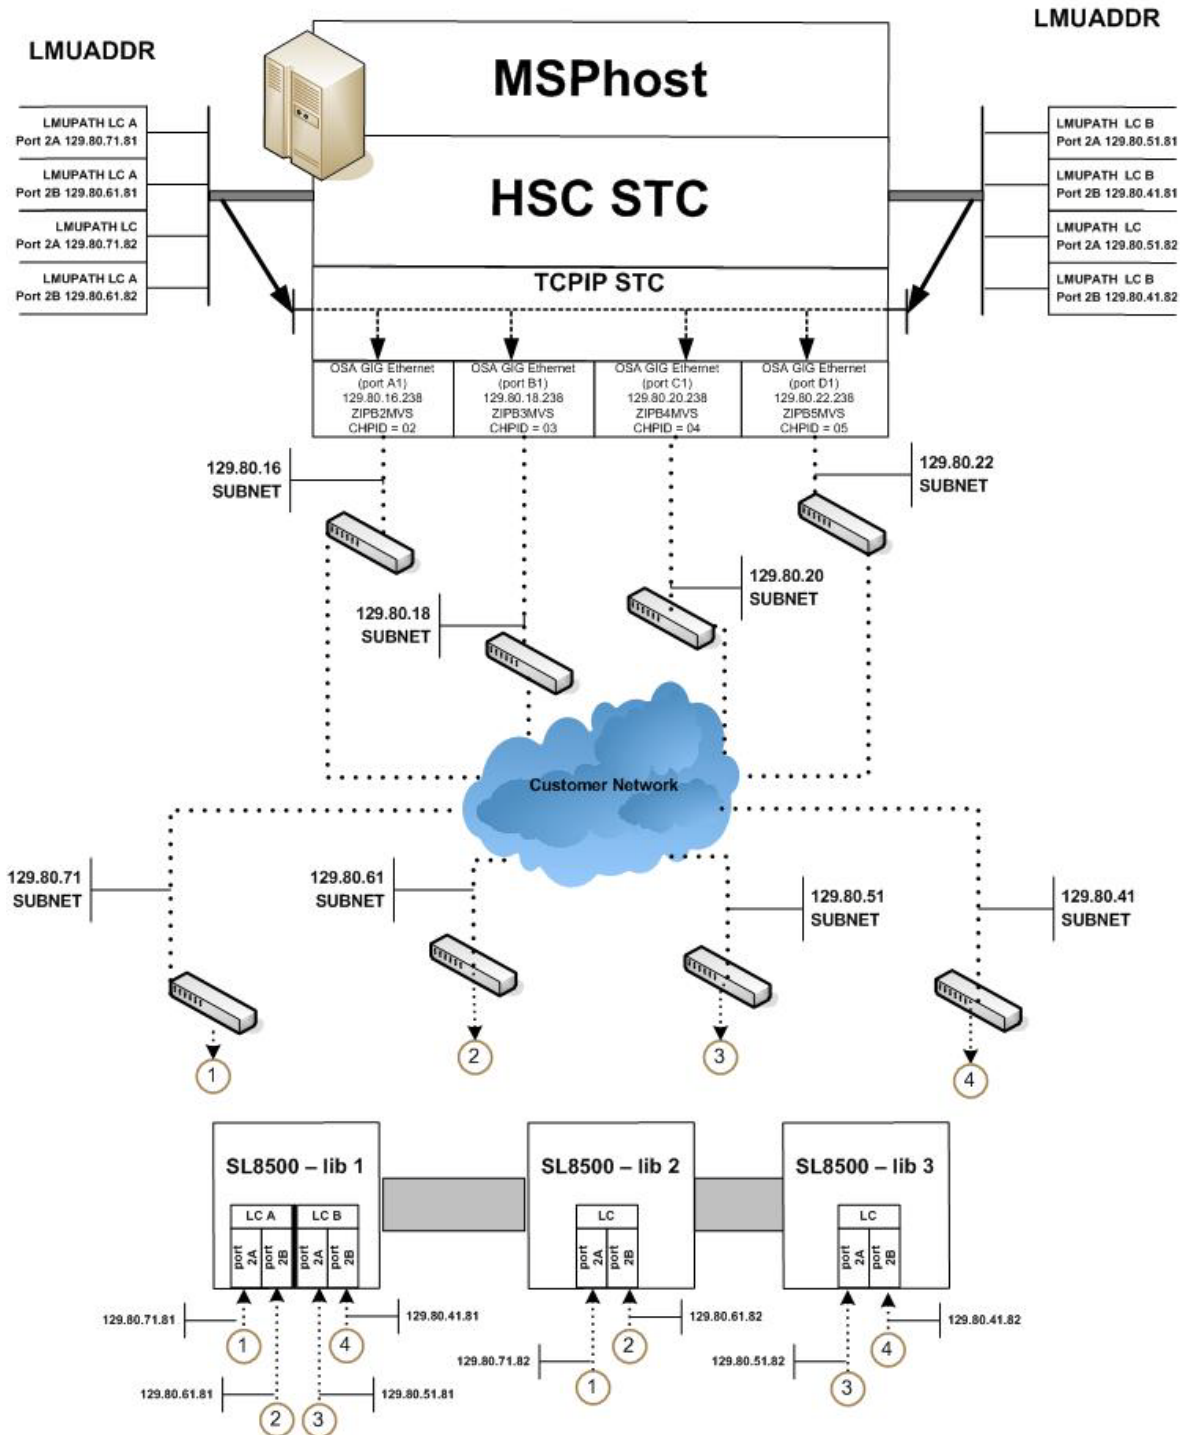 LMUADDR
LMUADDR
MSPhost
HSC STC
TCPIP STC
LMUPATH LC A
Port 2A 129.80.71.81
LMUPATH LC A
Port 2B 129.80.61.81
LMUPATH LC
Port 2A 129.80.71.82
LMUPATH LC A
Port 2B 129.80.61.82
LMUPATH LC B
Port 2A 129.80.51.81
LMUPATH LC B
Port 2B 129.80.41.81
LMUPATH LC
Port 2A 129.80.51.82
LMUPATH LC B
Port 2B 129.80.41.82
OSA GIG Ethernet
(port A1)
129.80.16.238
ZIPB2MVS
CHPID = 02
OSA GIG Ethernet
(port B1)
129.80.18.238
ZIPB3MVS
CHPID = 03
OSA GIG Ethernet
(port C1)
129.80.20.238
ZIPB4MVS
CHPID = 04
OSA GIG Ethernet
(port D1)
129.80.22.238
ZIPB5MVS
CHPID = 05
129.80.16
SUBNET
129.80.22
SUBNET
129.80.20
SUBNET
129.80.18
SUBNET
Customer Network
129.80.71
SUBNET
129.80.61
SUBNET
129.80.51
SUBNET
129.80.41
SUBNET
1
2
3
4
SL8500 – lib 1
LC A
LC B
port 2A
port 2B
port 2A
port 2B
SL8500 – lib 2
LC
port 2A
port 2B
SL8500 – lib 3
LC
port 2A
port 2B
129.80.71.81
1
129.80.61.81
2
3
129.80.51.81
4
129.80.41.81
129.80.71.82
1
2
129.80.61.82
129.80.51.82
3
4
129.80.41.82